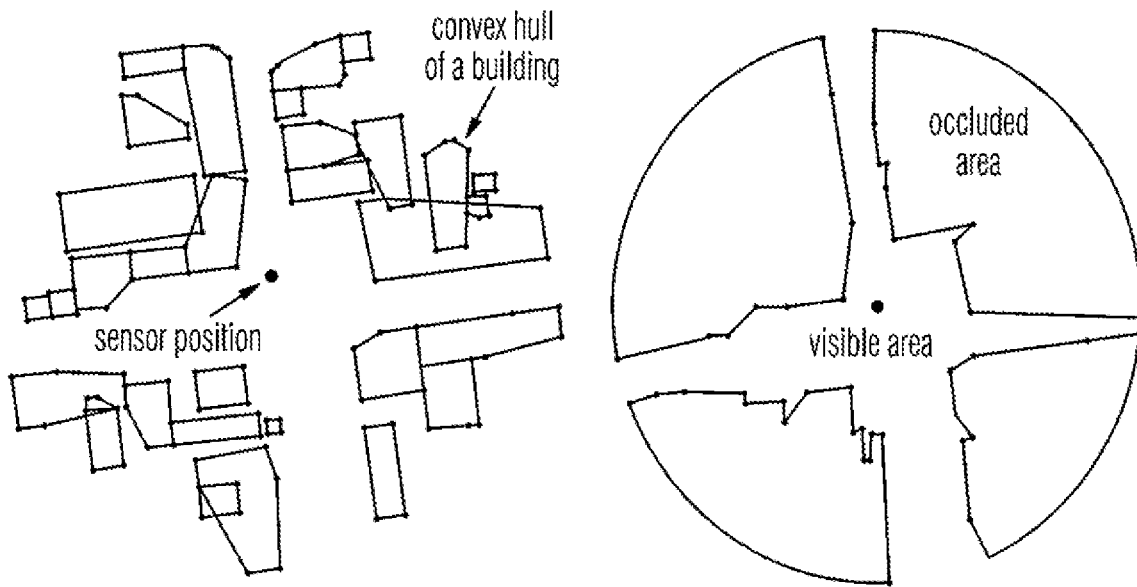 convex hull
of a building
sensor position
occluded
area
visible area